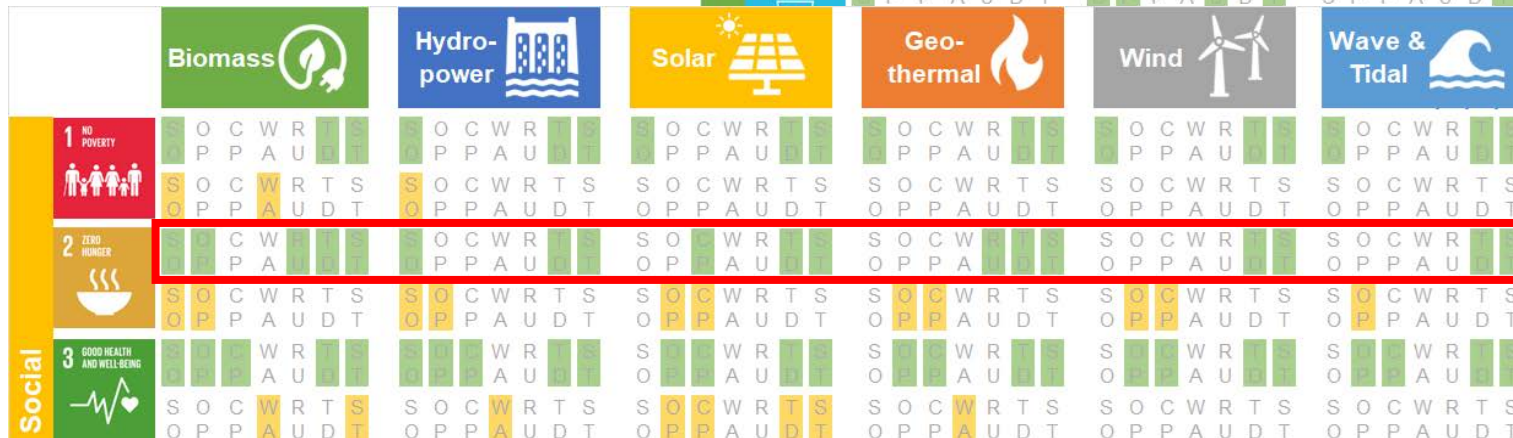 Biomass
Hydro-
power
Solar
Geo-
thermal
Wind
Wave &
Tidal
Social
1 NO
POVERTY
S O C W R T S S O C W R T S S O C W R T S S O C W R T S S O C W R T S S O C W R T S
O P P A U D T O P P A U D T O P P A U D T O P P A U D T O P P A U D T O P P A U D T
S O C W R T S S O C W R T S S O C W R T S S O C W R T S S O C W R T S S O C W R T S
O P P A U D T O P P A U D T O P P A U D T O P P A U D T O P P A U D T O P P A U D T
2 ZERO
HUNGER
S O C W R T S S O C W R T S S O C W R T S S O C W R T S S O C W R T S S O C W R T S
O P P A U D T O P P A U D T O P P A U D T O P P A U D T O P P A U D T O P P A U D T
S O C W R T S S O C W R T S S O C W R T S S O C W R T S S O C W R T S S O C W R T S
O P P A U D T O P P A U D T O P P A U D T O P P A U D T O P P A U D T O P P A U D T
3 GOOD HEALTH
AND WELL-BEING
S O C W R T S S O C W R T S S O C W R T S S O C W R T S S O C W R T S S O C W R T S
O P P A U D T O P P A U D T O P P A U D T O P P A U D T O P P A U D T O P P A U D T
S O C W R T S S O C W R T S S O C W R T S S O C W R T S S O C W R T S S O C W R T S
O P P A U D T O P P A U D T O P P A U D T O P P A U D T O P P A U D T O P P A U D T